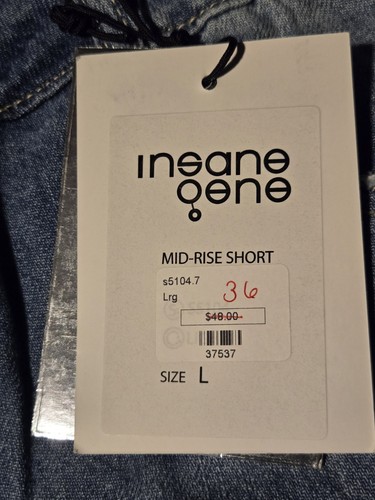 insane
gene
MID-RISE SHORT
s5104.7
Lrg
36
$48.00
37537
SIZE L